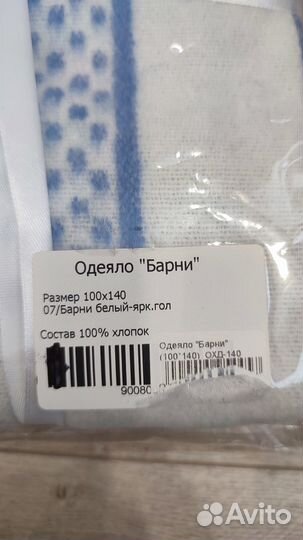 Одеяло "Барни"
Размер 100x140
07/Барни белый-ярк.гол
Состав 100% хлопок
Одеяло "Барни"
(100*140) ОХД-140
90080
Avito